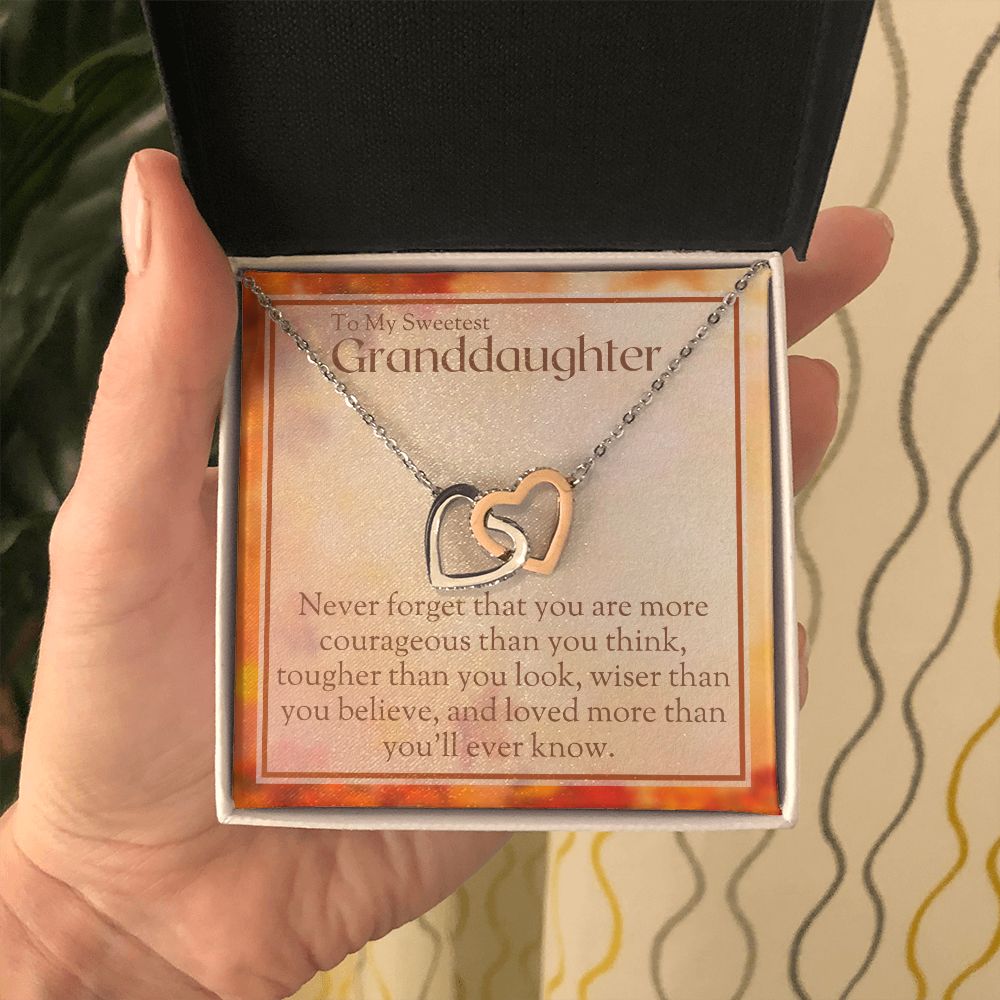 To My Sweetest
Granddaughter
Never forget that you are more
courageous than you think,
tougher than you look, wiser than
you believe, and loved more than
you'll ever know.